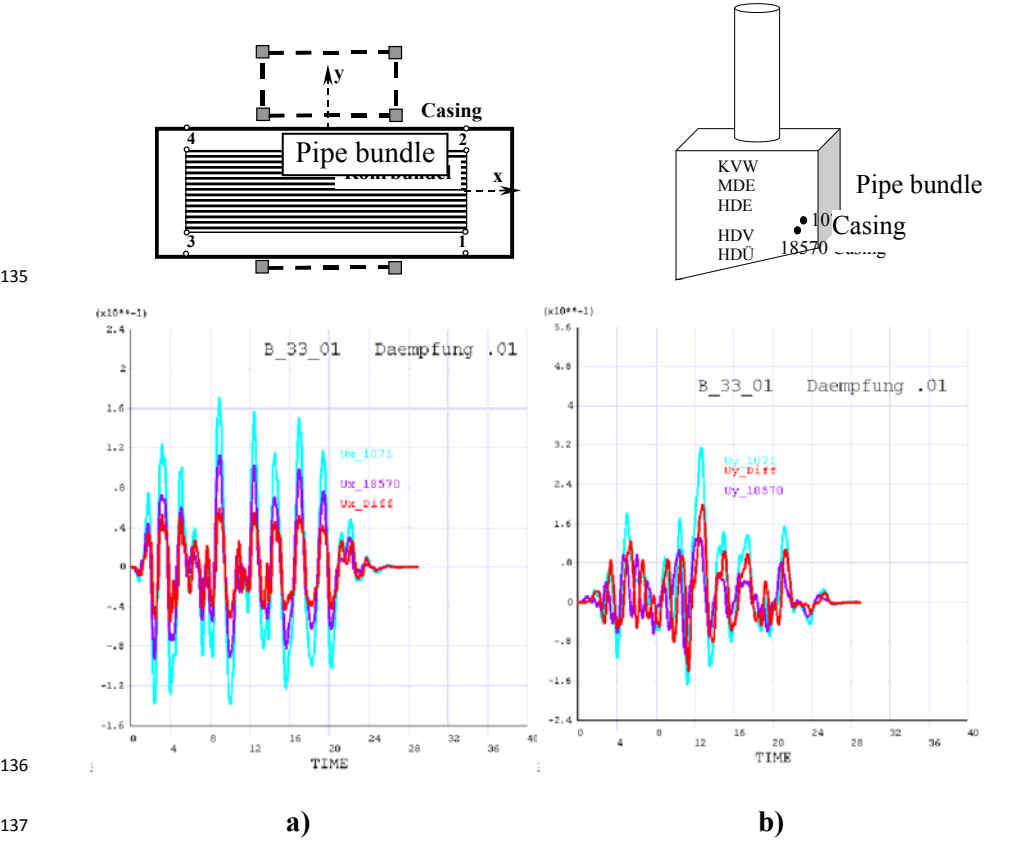 y
Casing
4
2
Pipe bundle
x
3
1
KVW
MDE
HDE
HDV
HDÜ
Pipe bundle
10
Casing
18570
135
(x10**-1)
2.4
2
1.6
1.2
.8
.4
0
-.4
-.8
-1.2
-1.6
B_33_01 Daempfung .01
Ux_1071
Ux_18570
Ux_Diff
0 4 8 12 16 20 24 28 32 36 40
TIME
(x10**-1)
5.6
4.8
4
3.2
2.4
1.6
.8
0
-.8
-1.6
-2.4
B_33_01 Daempfung .01
Uy_1071
Uy_Diff
Uy_18570
0 4 8 12 16 20 24 28 32 36 40
TIME
136
137
a)
b)